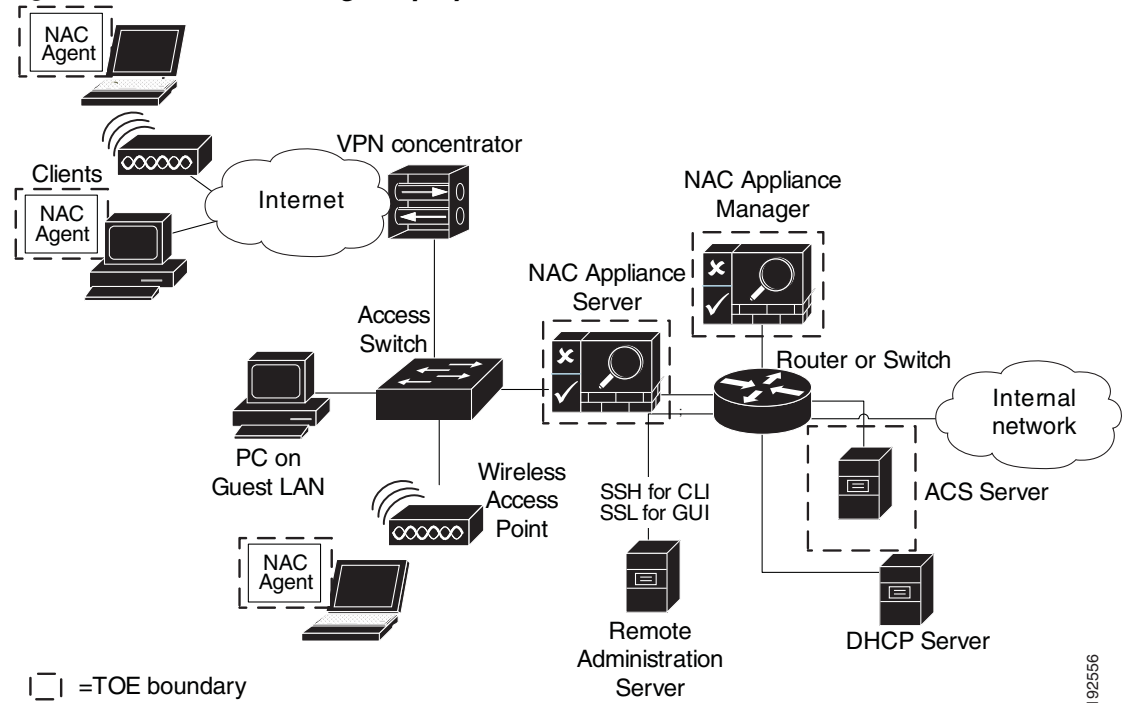 NAC
Agent
VPN concentrator
Internet
Clients
NAC
Agent
NAC Appliance
Manager
NAC Appliance
Server
Access
Switch
Router or Switch
Internal
network
PC on
Guest LAN
Wireless
Access
Point
SSH for CLI
SSL for GUI
ACS Server
NAC
Agent
Remote
Administration
Server
DHCP Server
=TOE boundary
192556